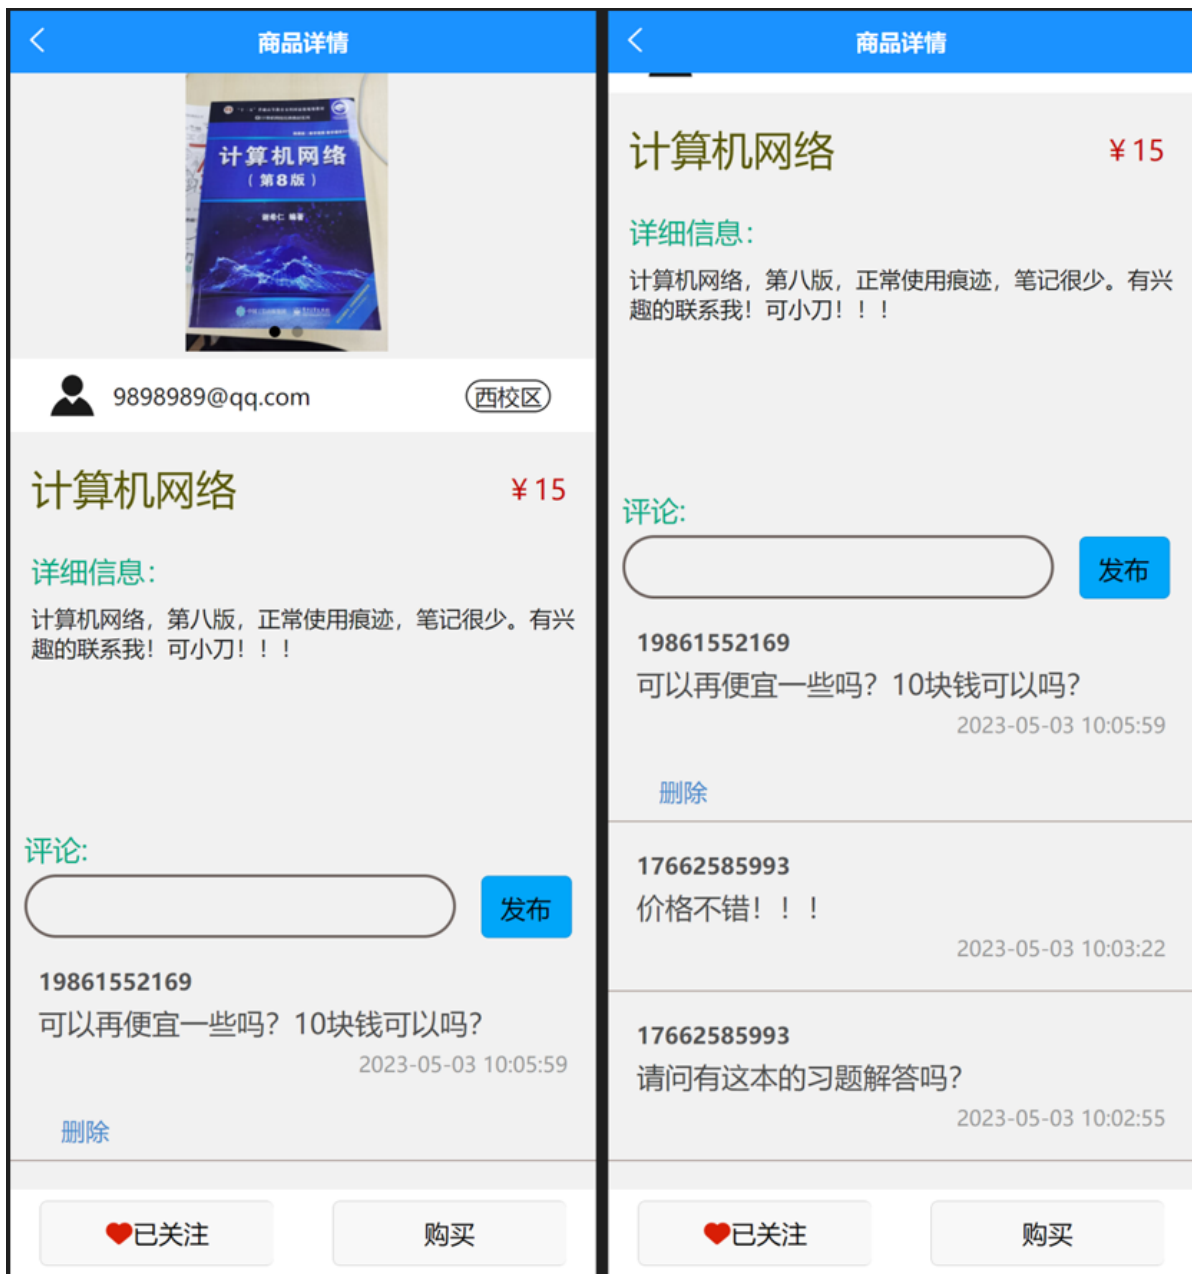 商品详情
计算机网络
（第8版）
谢希仁 编著
9898989@qq.com
西校区
计算机网络
¥15
详细信息：
计算机网络，第八版，正常使用痕迹，笔记很少。有兴
趣的联系我！可小刀！！！
评论:
发布
19861552169
可以再便宜一些吗？10块钱可以吗？
2023-05-03 10:05:59
删除
已关注
购买
商品详情
计算机网络
¥15
详细信息：
计算机网络，第八版，正常使用痕迹，笔记很少。有兴
趣的联系我！可小刀！！！
评论:
发布
19861552169
可以再便宜一些吗？10块钱可以吗？
2023-05-03 10:05:59
删除
17662585993
价格不错！！！
2023-05-03 10:03:22
17662585993
请问有这本的习题解答吗？
2023-05-03 10:02:55
已关注
购买